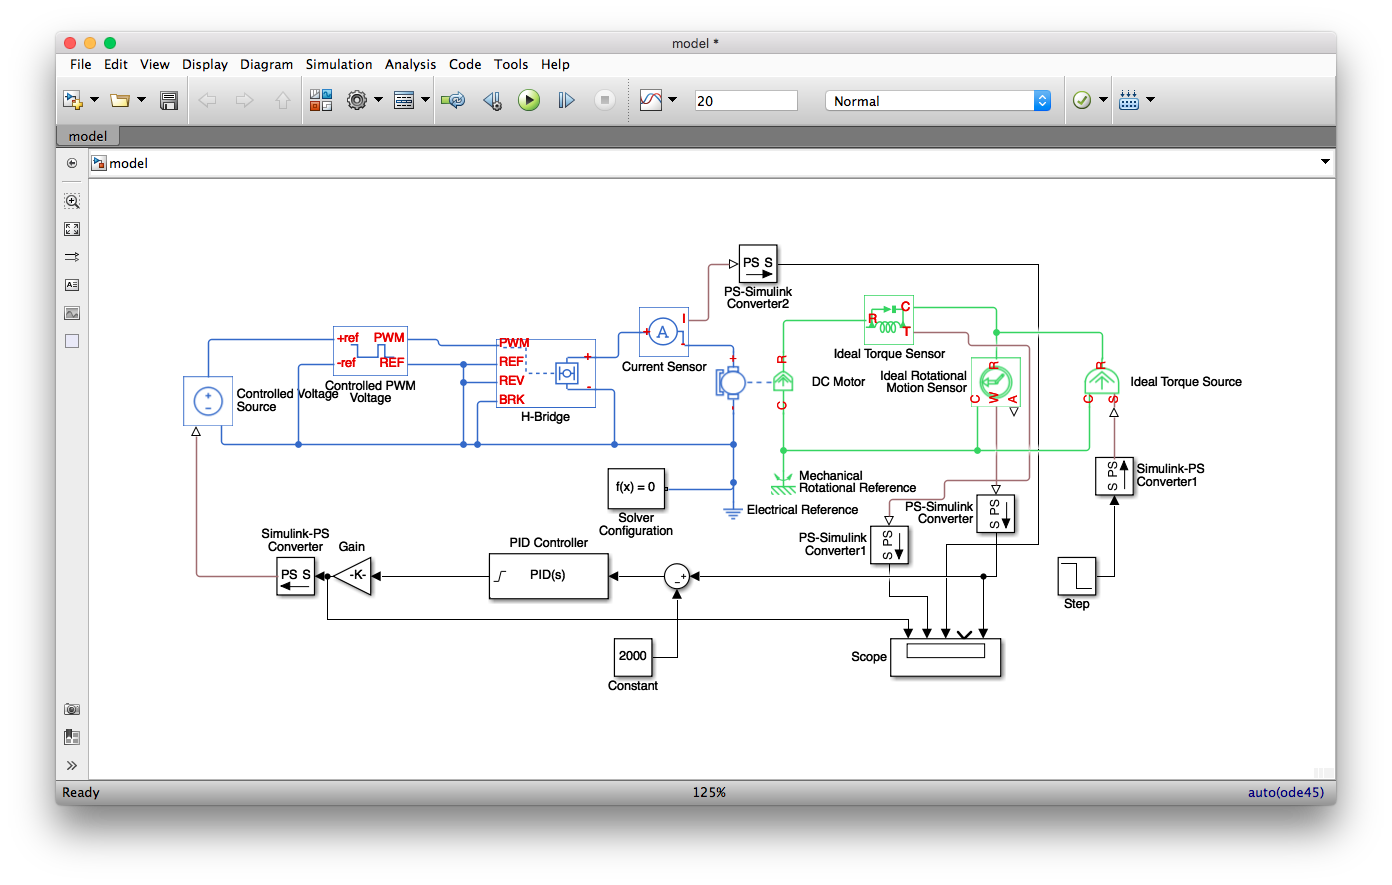 model *
File Edit View Display Diagram Simulation Analysis Code Tools Help
20
Normal
model
model
PS S
PS-Simulink
Converter2
+ref PWM
-ref REF
Controlled PWM
Voltage
Controlled Voltage
Source
+
-
PWM
REF
REV
BRK
+
-
H-Bridge
A
I
+
-
Current Sensor
+
-
R
C
DC Motor
C
R
T
Ideal Torque Sensor
Ideal Rotational
Motion Sensor
R
C
W
A
R
C
S
Ideal Torque Source
Mechanical
Rotational Reference
f(x) = 0
Solver
Configuration
Electrical Reference
S PS
Simulink-PS
Converter1
S PS
PS-Simulink
Converter
S PS
PS-Simulink
Converter1
Simulink-PS
Converter
PS S
Gain
-K-
PID Controller
PID(s)
-
+
Step
2000
Constant
Scope
A
Ready
125%
auto(ode45)